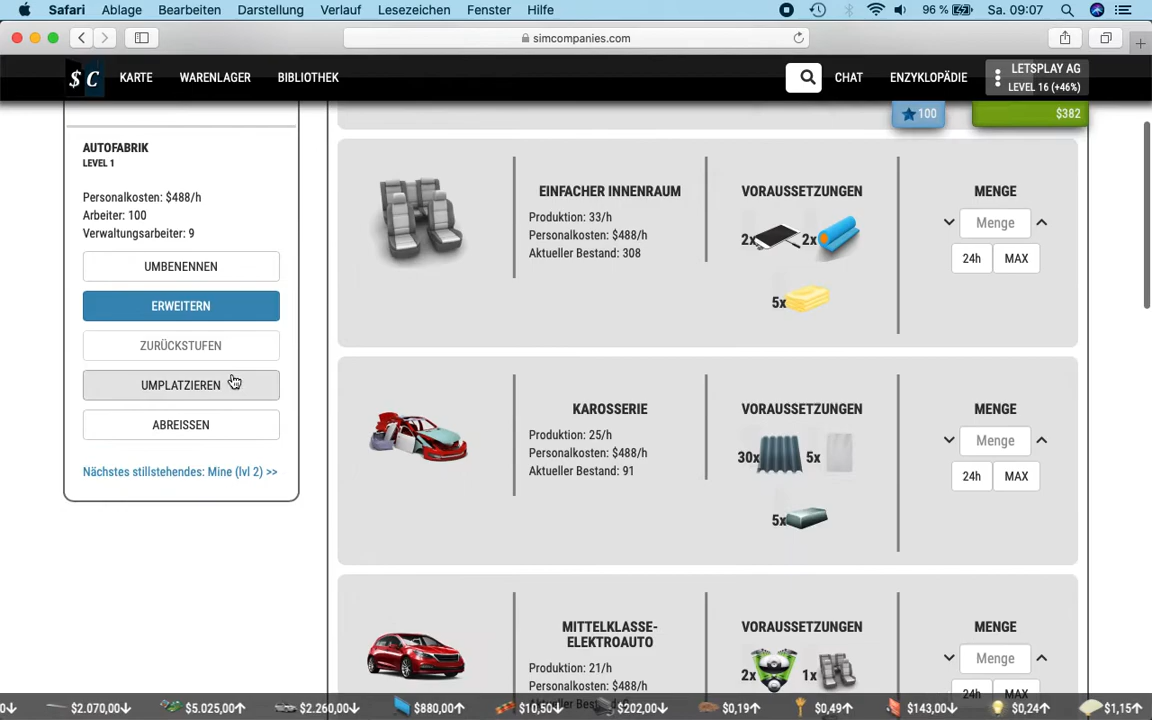 Safari Ablage Bearbeiten Darstellung Verlauf Lesezeichen Fenster Hilfe 96 % Sa. 09:07
simcompanies.com
$ C KARTE WARENLAGER BIBLIOTHEK CHAT ENZYKLOPÄDIE LETSPLAY AG
LEVEL 16 (+46%)
100 $382
AUTOFABRIK
LEVEL 1
Personalkosten: $488/h
Arbeiter: 100
Verwaltungsarbeiter: 9
UMBENENNEN
ERWEITERN
ZURÜCKSTUFEN
UMPLATZIEREN
ABREISSEN
Nächstes stillstehendes: Mine (lvl 2) >>
EINFACHER INNENRAUM
Produktion: 33/h
Personalkosten: $488/h
Aktueller Bestand: 308
VORAUSSETZUNGEN
2x 2x
5x
MENGE
Menge
24h MAX
KAROSSERIE
Produktion: 25/h
Personalkosten: $488/h
Aktueller Bestand: 91
VORAUSSETZUNGEN
30x 5x
5x
MENGE
Menge
24h MAX
MITTELKLASSE-
ELEKTROAUTO
Produktion: 21/h
Personalkosten: $488/h
VORAUSSETZUNGEN
2x 1x
MENGE
Menge
24h MAX
0↓ $2.070,00↓ $5.025,00↑ $2.260,00↓ $880,00↑ $10,50↓ $202,00↓ $0,19↑ $0,49↑ $143,00↓ $0,24↑ $1,15↑